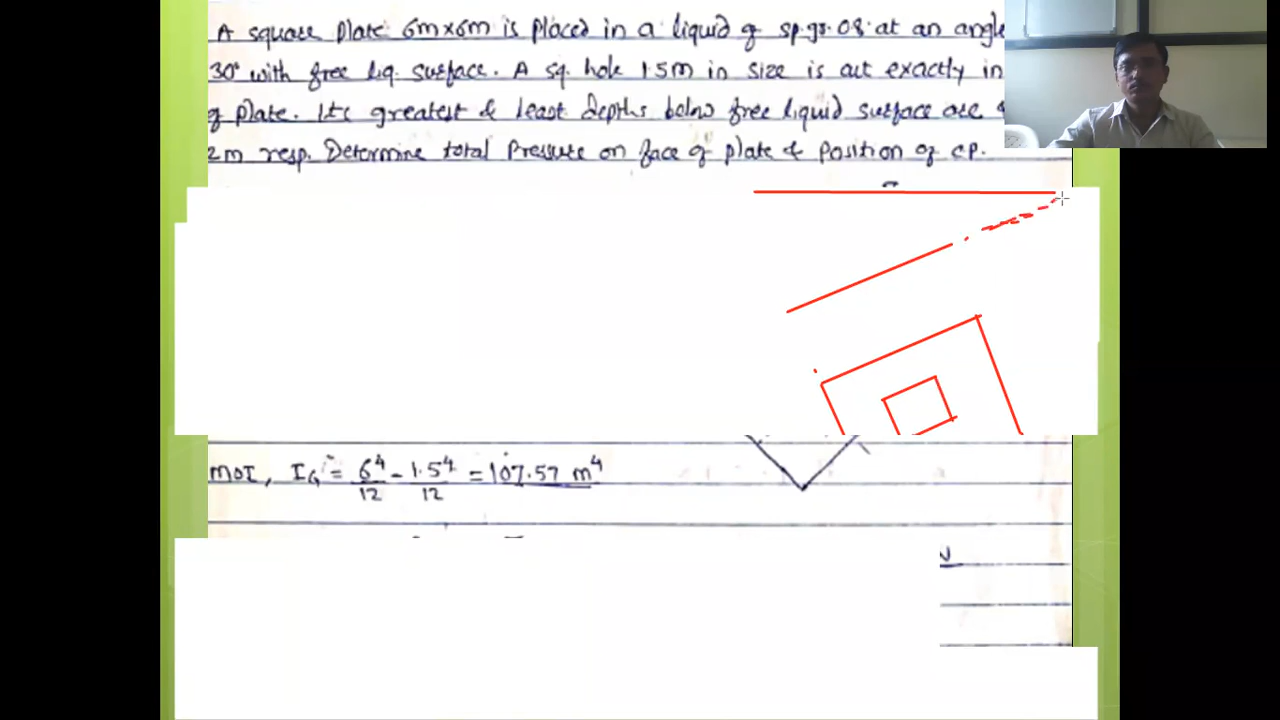 A square plate 6m×6m is placed in a liquid of sp.gr. 0.8 at an angle
30° with free liq. surface. A sq. hole 1.5m in size is cut exactly in
of plate. Its greatest & least depths below free liquid surface are
2m resp. Determine total Pressure on face of plate & position of CP.
MOI, I_G = 6⁴/12 - 1.5⁴/12 = 107.57 m⁴